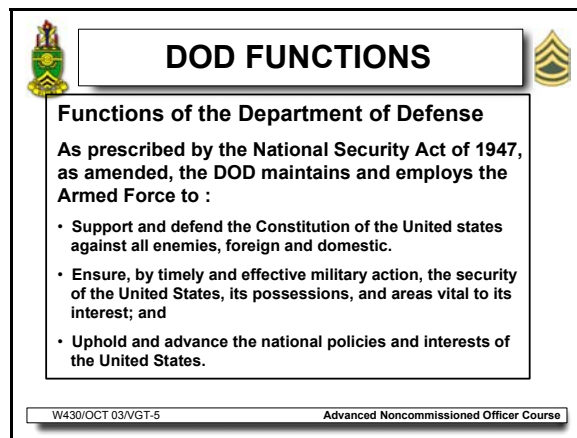 DOD FUNCTIONS
Functions of the Department of Defense
As prescribed by the National Security Act of 1947,
as amended, the DOD maintains and employs the
Armed Force to :
• Support and defend the Constitution of the United states
against all enemies, foreign and domestic.
• Ensure, by timely and effective military action, the security
of the United States, its possessions, and areas vital to its
interest; and
• Uphold and advance the national policies and interests of
the United States.
W430/OCT 03/VGT-5 Advanced Noncommissioned Officer Course